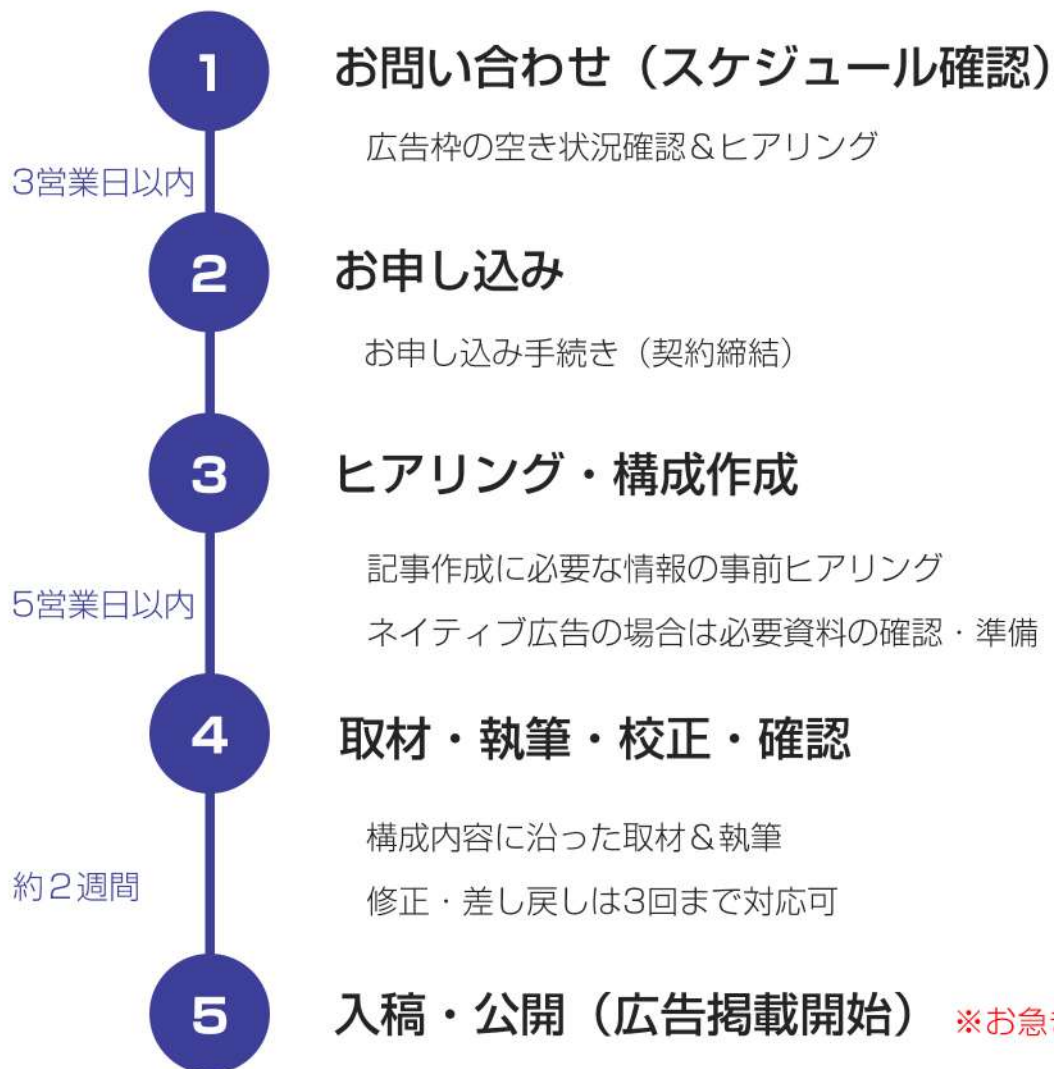 1
お問い合わせ（スケジュール確認）
広告枠の空き状況確認＆ヒアリング
3営業日以内
2
お申し込み
お申し込み手続き（契約締結）
3
ヒアリング・構成作成
記事作成に必要な情報の事前ヒアリング
5営業日以内
ネイティブ広告の場合は必要資料の確認・準備
4
取材・執筆・校正・確認
構成内容に沿った取材＆執筆
約２週間
修正・差し戻しは3回まで対応可
5
入稿・公開（広告掲載開始） ※お急